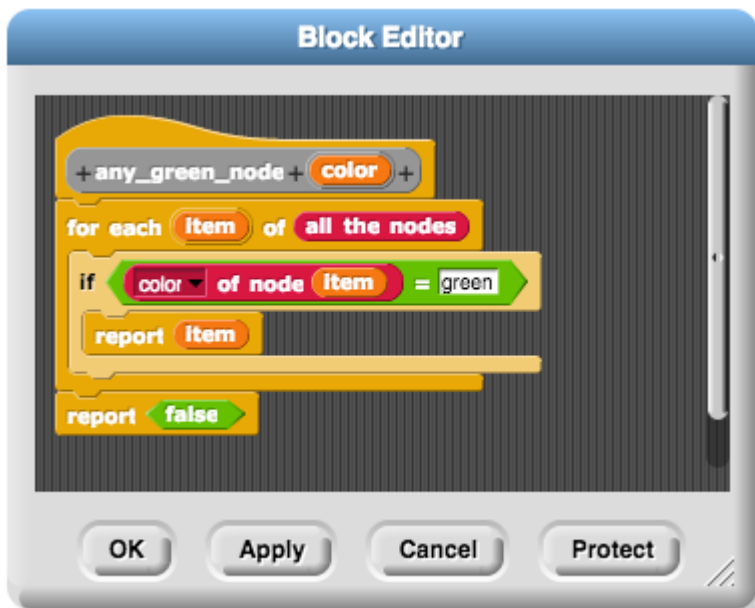 Block Editor
+ any_green_node + color +
for each item of all the nodes
if color of node item = green
report item
report false
OK Apply Cancel Protect